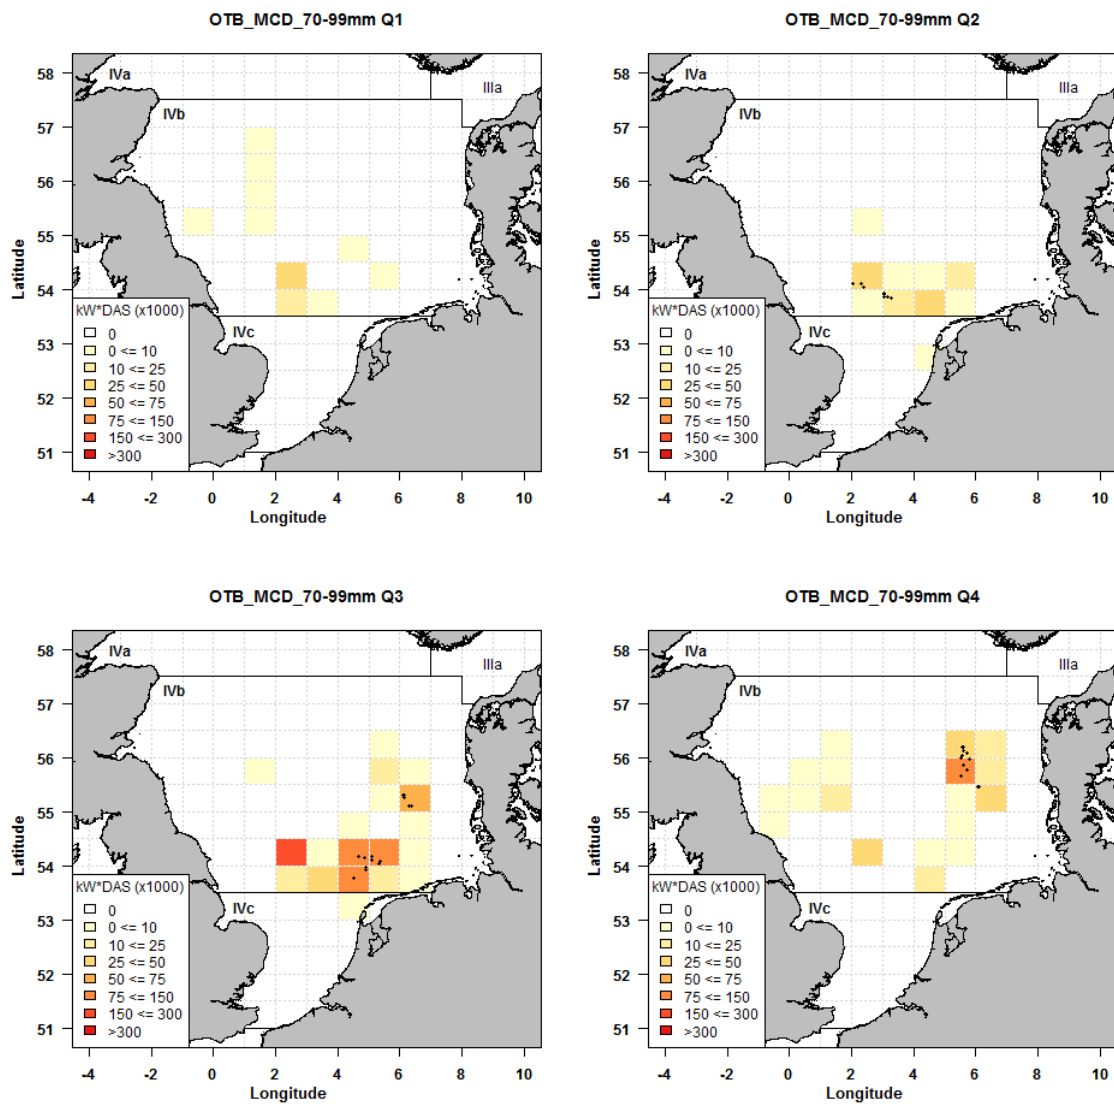 OTB_MCD_70-99mm Q1
IVa
IIIa
IVb
IVc
58
57
56
55
54
53
52
51
Latitude
kW*DAS (x1000)
0
0 <= 10
10 <= 25
25 <= 50
50 <= 75
75 <= 150
150 <= 300
>300
-4 -2 0 2 4 6 8 10
Longitude
OTB_MCD_70-99mm Q2
IVa
IIIa
IVb
IVc
58
57
56
55
54
53
52
51
Latitude
kW*DAS (x1000)
0
0 <= 10
10 <= 25
25 <= 50
50 <= 75
75 <= 150
150 <= 300
>300
-4 -2 0 2 4 6 8 10
Longitude
OTB_MCD_70-99mm Q3
IVa
IIIa
IVb
IVc
58
57
56
55
54
53
52
51
Latitude
kW*DAS (x1000)
0
0 <= 10
10 <= 25
25 <= 50
50 <= 75
75 <= 150
150 <= 300
>300
-4 -2 0 2 4 6 8 10
Longitude
OTB_MCD_70-99mm Q4
IVa
IIIa
IVb
IVc
58
57
56
55
54
53
52
51
Latitude
kW*DAS (x1000)
0
0 <= 10
10 <= 25
25 <= 50
50 <= 75
75 <= 150
150 <= 300
>300
-4 -2 0 2 4 6 8 10
Longitude